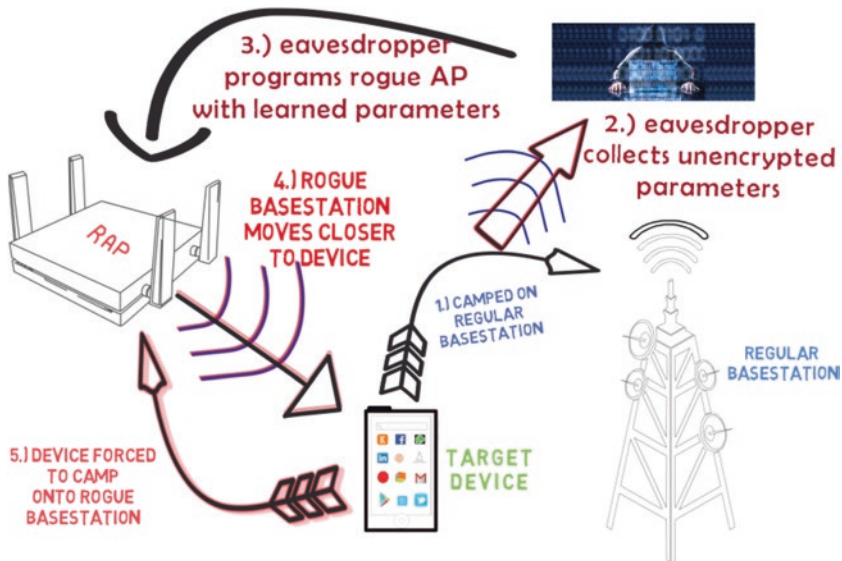 3.) eavesdropper
programs rogue AP
with learned parameters
2.) eavesdropper
collects unencrypted
parameters
4.) ROGUE
BASESTATION
MOVES CLOSER
TO DEVICE
RAP
1.) CAMPED ON
REGULAR
BASESTATION
REGULAR
BASESTATION
5.) DEVICE FORCED
TO CAMP
ONTO ROGUE
BASESTATION
TARGET
DEVICE